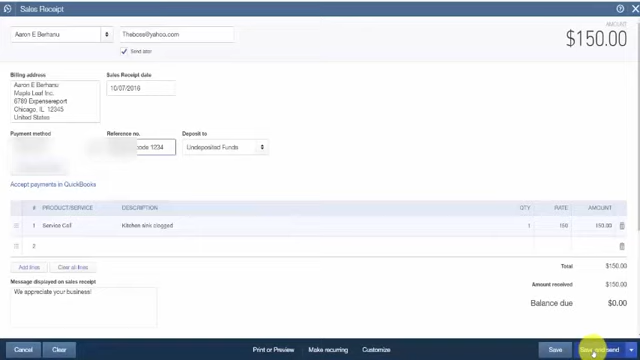 Sales Receipt
AMOUNT
$150.00
Aaron E Berhanu
Theboss@yahoo.com
Send later
Billing address
Sales Receipt date
Aaron E Berhanu
Maple Leaf Inc.
6789 Expensereport
Chicago, IL 12345
United States
10/07/2016
Payment method
Reference no.
Deposit to
code 1234
Undeposited Funds
Accept payments in QuickBooks
# PRODUCT/SERVICE DESCRIPTION QTY RATE AMOUNT
1 Service Call Kitchen sink clogged 1 150 150.00
2
Add lines
Clear all lines
Total $150.00
Message displayed on sales receipt
Amount received $150.00
We appreciate your business!
Balance due $0.00
Cancel
Clear
Print or Preview
Make recurring
Customize
Save
Save and send